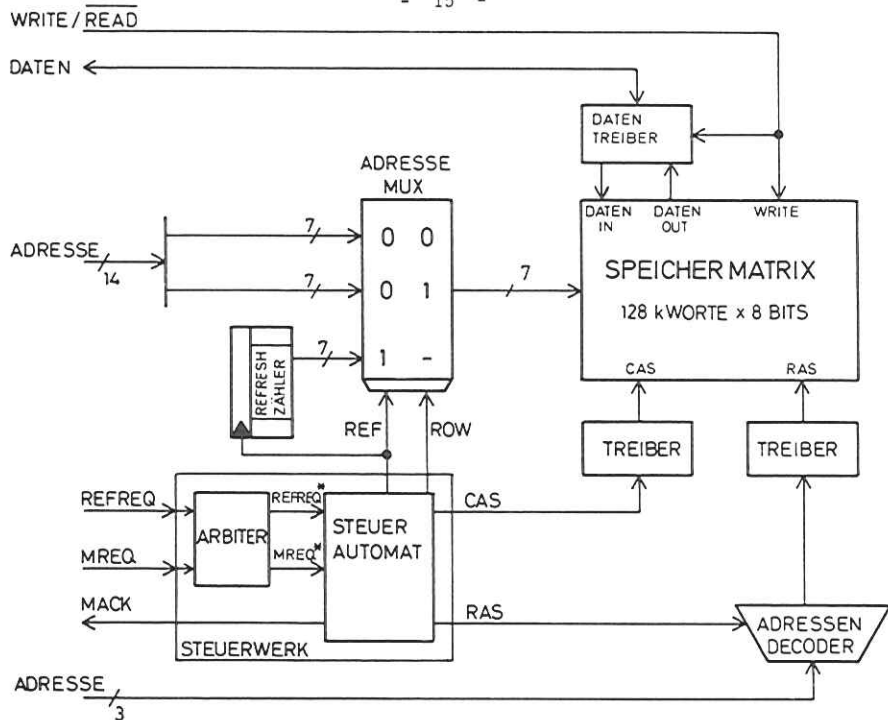 - 15 -
WRITE/READ
DATEN
DATEN
TREIBER
ADRESSE
MUX
DATEN
IN
DATEN
OUT
WRITE
7
0 0
ADRESSE
14
7
0 1
7
SPEICHERMATRIX
128 kWORTE x 8 BITS
REFRESH
ZÄHLER
7
1 -
CAS
RAS
REF
ROW
TREIBER
TREIBER
REFREQ
REFREQ*
CAS
ARBITER
STEUER
AUTOMAT
MREQ
MREQ*
MACK
RAS
ADRESSEN
DECODER
STEUERWERK
ADRESSE
3